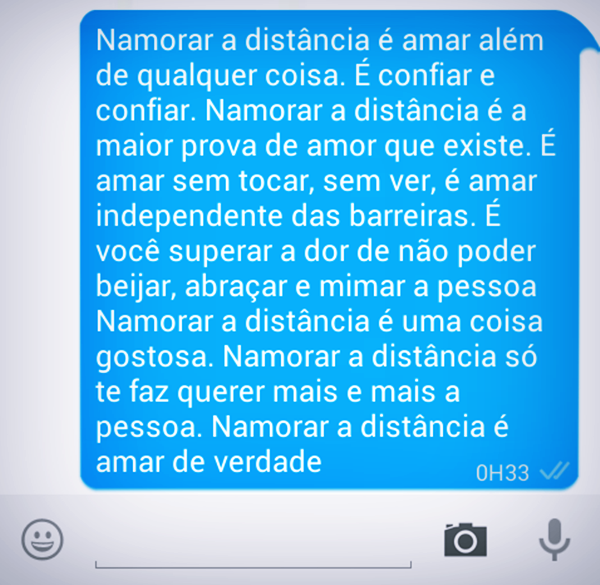 Namorar a distância é amar além
de qualquer coisa. É confiar e
confiar. Namorar a distância é a
maior prova de amor que existe. É
amar sem tocar, sem ver, é amar
independente das barreiras. É
você superar a dor de não poder
beijar, abraçar e mimar a pessoa
Namorar a distância é uma coisa
gostosa. Namorar a distância só
te faz querer mais e mais a
pessoa. Namorar a distância é
amar de verdade
0H33